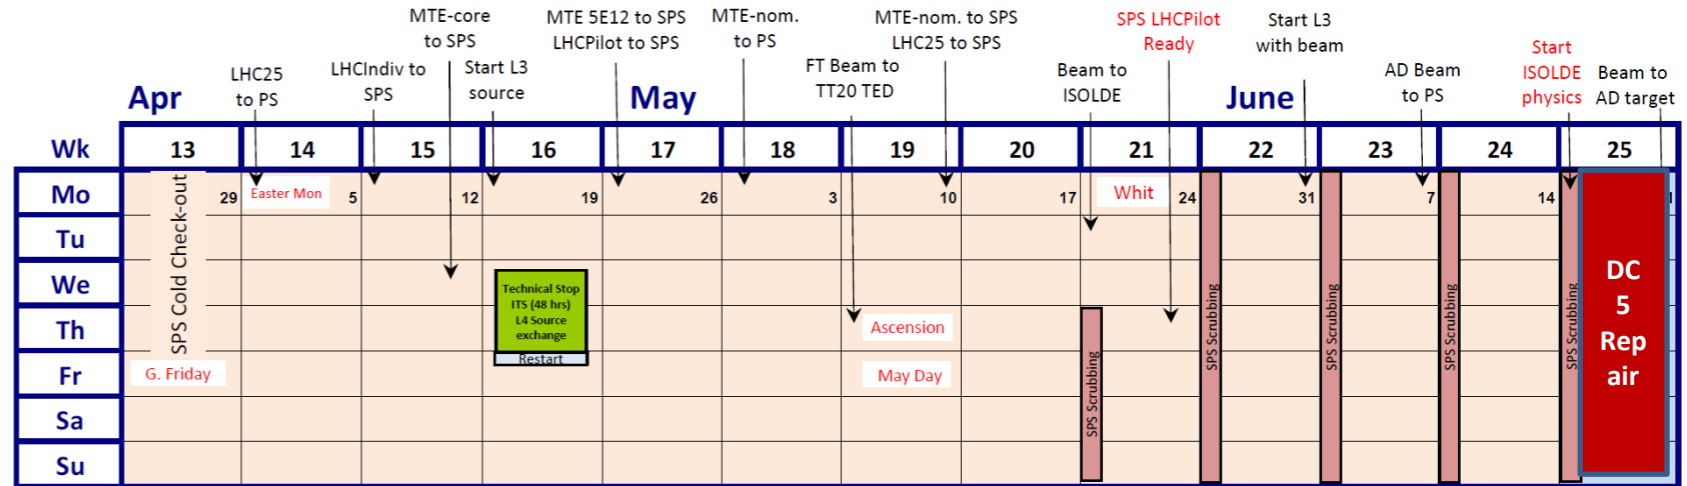 MTE-core
to SPS
MTE 5E12 to SPS
LHCPilot to SPS
MTE-nom.
to PS
MTE-nom. to SPS
LHC25 to SPS
SPS LHCPilot
Ready
Start L3
with beam
LHC25
to PS
LHCIndiv to
SPS
Start L3
source
FT Beam to
TT20 TED
Beam to
ISOLDE
AD Beam
to PS
Start
ISOLDE
physics
Beam to
AD target
Apr May June
Wk 13 14 15 16 17 18 19 20 21 22 23 24 25
Mo 29 Easter Mon 5 12 19 26 3 10 17 Whit 24 31 7 14
Tu
We
Th
Fr
Sa
Su
SPS Cold Check-out
G. Friday
Technical Stop
ITS (48 hrs)
L4 Source
exchange
Restart
Ascension
May Day
SPS Scrubbing
SPS Scrubbing
SPS Scrubbing
SPS Scrubbing
SPS Scrubbing
DC
5
Rep
air